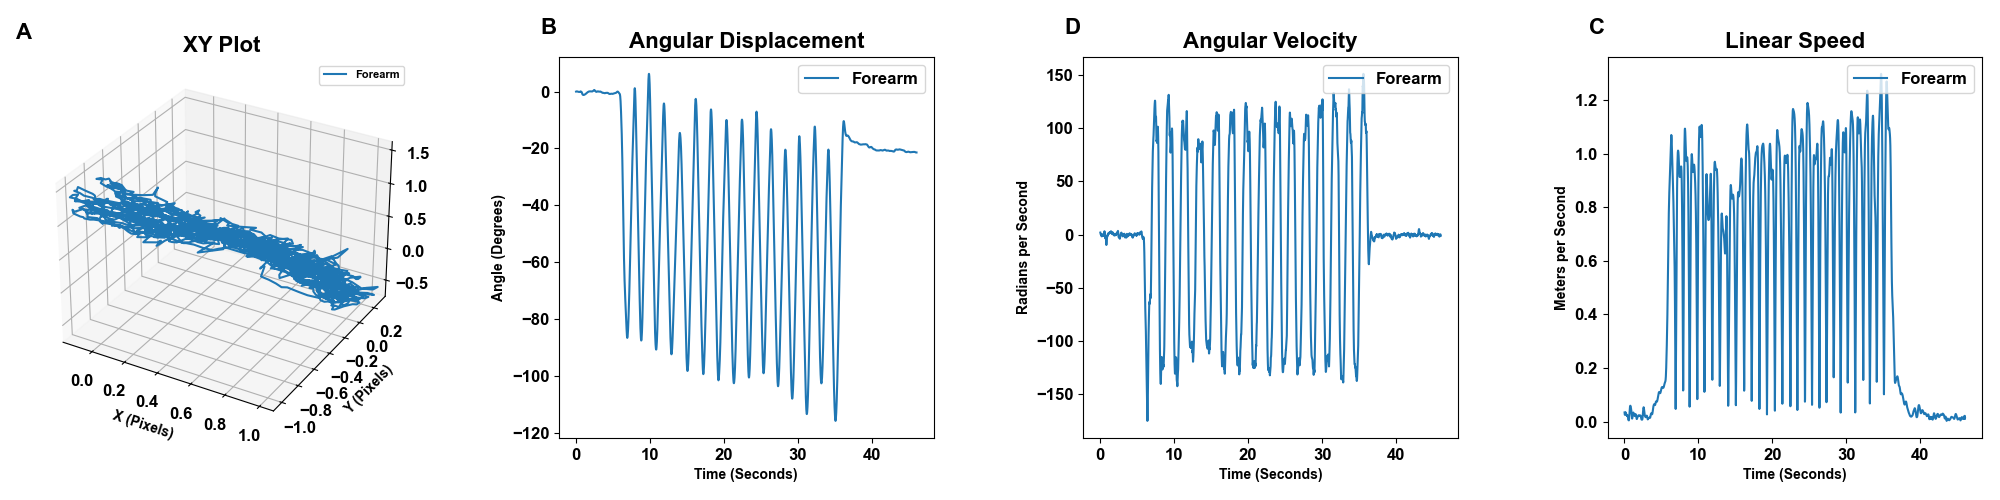 A
XY Plot
Forearm
1.5
1.0
0.5
0.0
−0.5
0.2
0.0
−0.2
−0.4
−0.6
−0.8
−1.0
Y (Pixels)
0.0
0.2
0.4
0.6
0.8
1.0
X (Pixels)
B
Angular Displacement
Forearm
0
−20
−40
−60
−80
−100
−120
Angle (Degrees)
0 10 20 30 40
Time (Seconds)
D
Angular Velocity
Forearm
150
100
50
0
−50
−100
−150
Radians per Second
0 10 20 30 40
Time (Seconds)
C
Linear Speed
Forearm
1.2
1.0
0.8
0.6
0.4
0.2
0.0
Meters per Second
0 10 20 30 40
Time (Seconds)